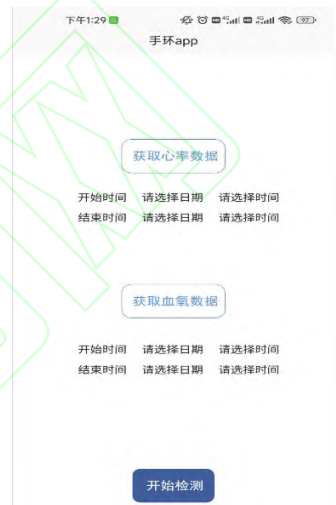 下午1:29
手环app
获取心率数据
开始时间 请选择日期 请选择时间
结束时间 请选择日期 请选择时间
获取血氧数据
开始时间 请选择日期 请选择时间
结束时间 请选择日期 请选择时间
开始检测